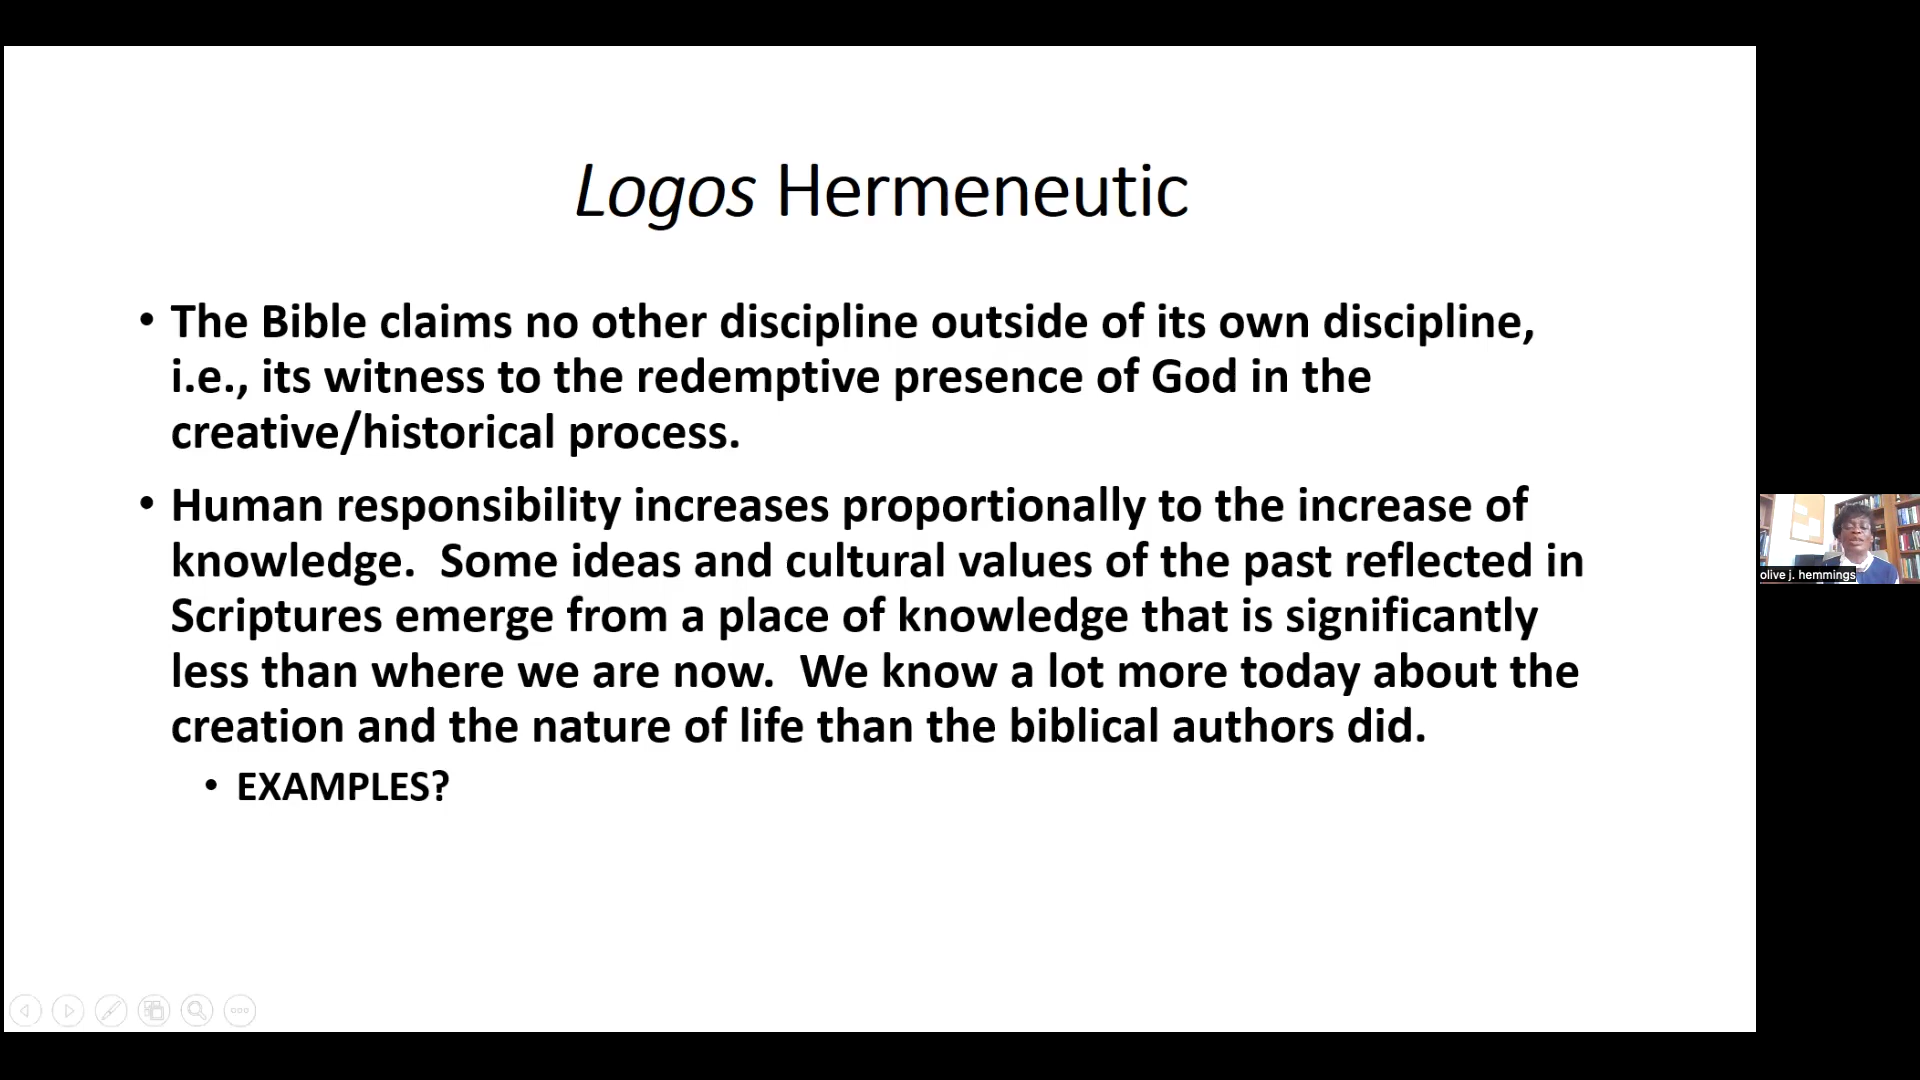 Logos Hermeneutic
• The Bible claims no other discipline outside of its own discipline,
i.e., its witness to the redemptive presence of God in the
creative/historical process.
• Human responsibility increases proportionally to the increase of
knowledge.  Some ideas and cultural values of the past reflected in
Scriptures emerge from a place of knowledge that is significantly
less than where we are now.  We know a lot more today about the
creation and the nature of life than the biblical authors did.
• EXAMPLES?
olive j. hemmings